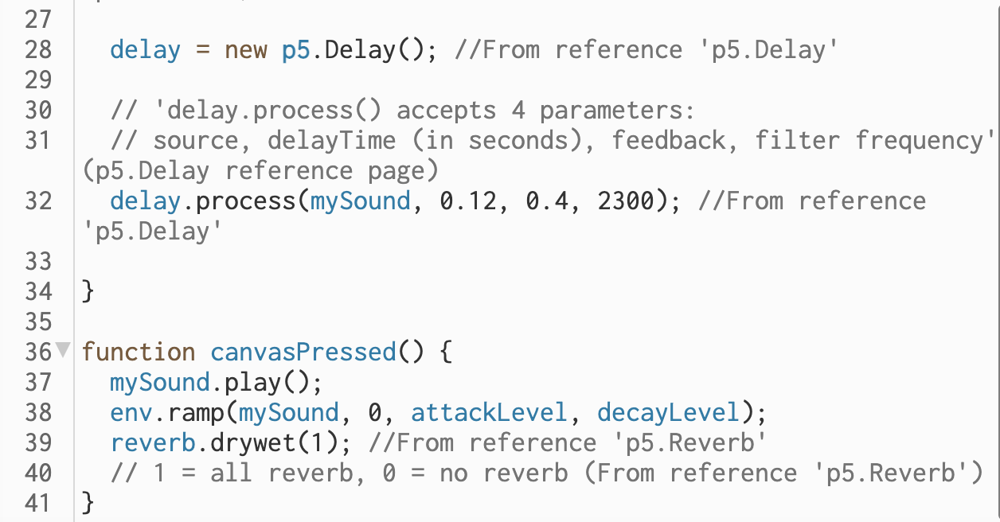 27
28 delay = new p5.Delay(); //From reference 'p5.Delay'
29
30 // 'delay.process() accepts 4 parameters:
31 // source, delayTime (in seconds), feedback, filter frequency'
(p5.Delay reference page)
32 delay.process(mySound, 0.12, 0.4, 2300); //From reference
'p5.Delay'
33
34 }
35
36 function canvasPressed() {
37 mySound.play();
38 env.ramp(mySound, 0, attackLevel, decayLevel);
39 reverb.drywet(1); //From reference 'p5.Reverb'
40 // 1 = all reverb, 0 = no reverb (From reference 'p5.Reverb')
41 }